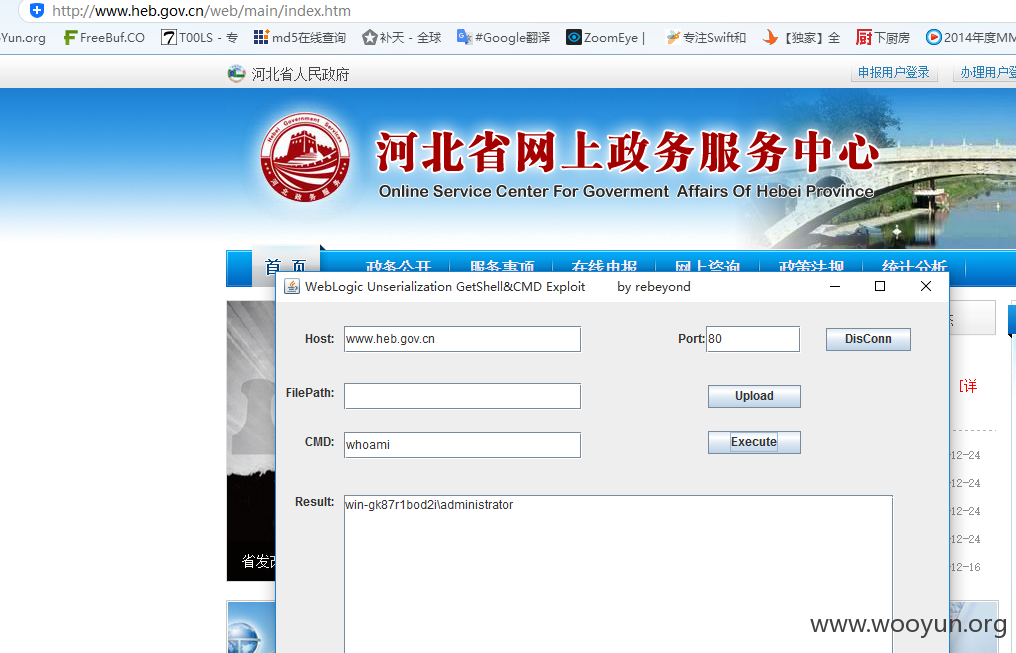 http://www.heb.gov.cn/web/main/index.htm
Yun.org FreeBuf.CO T00LS - 专 md5在线查询 补天 - 全球 #Google翻译 ZoomEye | 专注Swift和 【独家】全 下厨房 2014年度MM
河北省人民政府 申报用户登录 办理用户登
河北省网上政务服务中心
Online Service Center For Goverment Affairs Of Hebei Province
首 页 政务公开 服务事项 在线申报 网上咨询 政策法规 统计分析
WebLogic Unserialization GetShell&CMD Exploit by rebeyond
Host: www.heb.gov.cn Port: 80 DisConn
[详
FilePath: Upload
CMD: whoami Execute
12-24
12-24
Result: win-gk87r1bod2i\administrator
12-24
12-24
省发改
12-16
www.wooyun.org